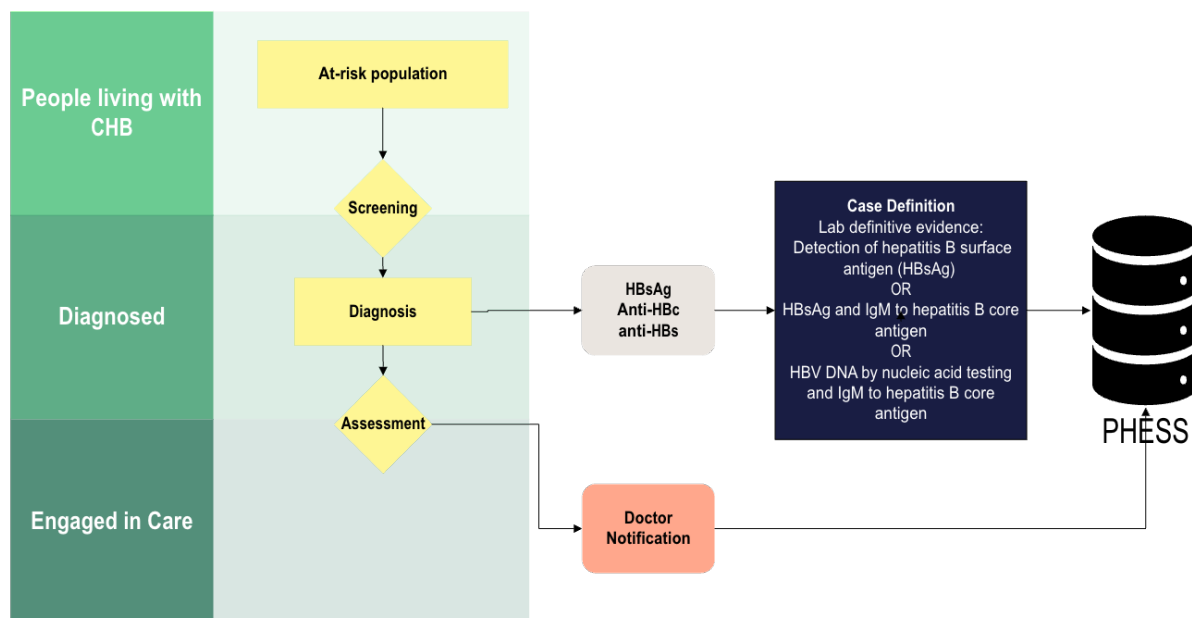 People living with
CHB
At-risk population
Screening
Diagnosed
Diagnosis
HBsAg
Anti-HBc
anti-HBs
Case Definition
Lab definitive evidence:
Detection of hepatitis B surface
antigen (HBsAg)
OR
HBsAg and IgM to hepatitis B core
antigen
OR
HBV DNA by nucleic acid testing
and IgM to hepatitis B core
antigen
PHESS
Assessment
Engaged in Care
Doctor
Notification